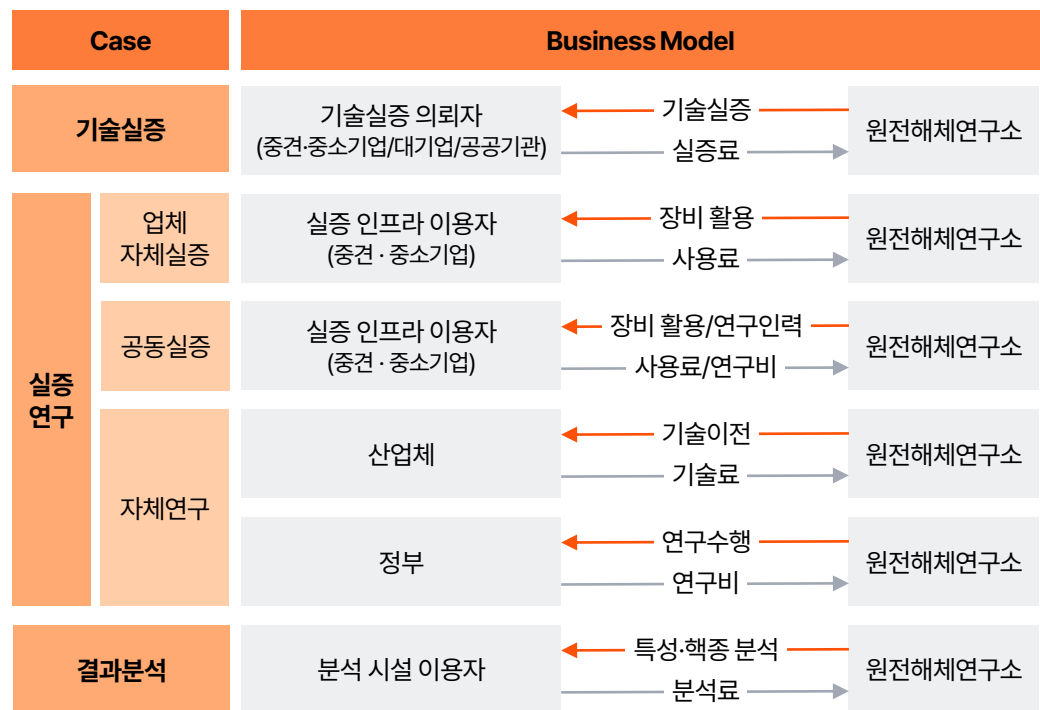 Case
Business Model
기술실증
기술실증 의뢰자
(중견·중소기업/대기업/공공기관)
기술실증
실증료
원전해체연구소
실증
연구
업체
자체실증
실증 인프라 이용자
(중견 · 중소기업)
장비 활용
사용료
원전해체연구소
공동실증
실증 인프라 이용자
(중견 · 중소기업)
장비 활용/연구인력
사용료/연구비
원전해체연구소
자체연구
산업체
기술이전
기술료
원전해체연구소
정부
연구수행
연구비
원전해체연구소
결과분석
분석 시설 이용자
특성·핵종 분석
분석료
원전해체연구소